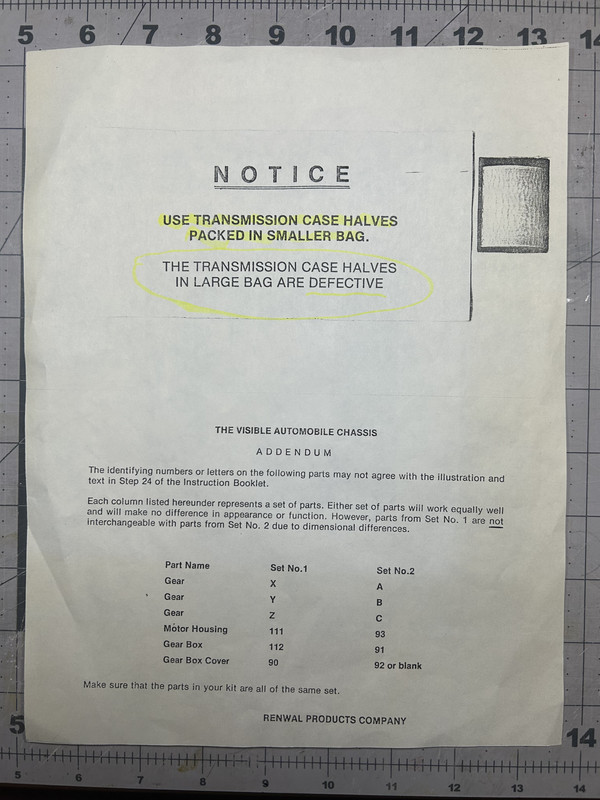 5 6 7 8 9 10 11 12 13 14
NOTICE
USE TRANSMISSION CASE HALVES
PACKED IN SMALLER BAG.
THE TRANSMISSION CASE HALVES
IN LARGE BAG ARE DEFECTIVE
THE VISIBLE AUTOMOBILE CHASSIS
ADDENDUM
The identifying numbers or letters on the following parts may not agree with the illustration and
text in Step 24 of the Instruction Booklet.
Each column listed hereunder represents a set of parts. Either set of parts will work equally well
and will make no difference in appearance or function. However, parts from Set No. 1 are not
interchangeable with parts from Set No. 2 due to dimensional differences.
Part Name Set No.1 Set No.2
Gear X A
Gear Y B
Gear Z C
Motor Housing 111 93
Gear Box 112 91
Gear Box Cover 90 92 or blank
Make sure that the parts in your kit are all of the same set.
RENWAL PRODUCTS COMPANY
5 14
5 6 7 8 9 10 11 12 13 14